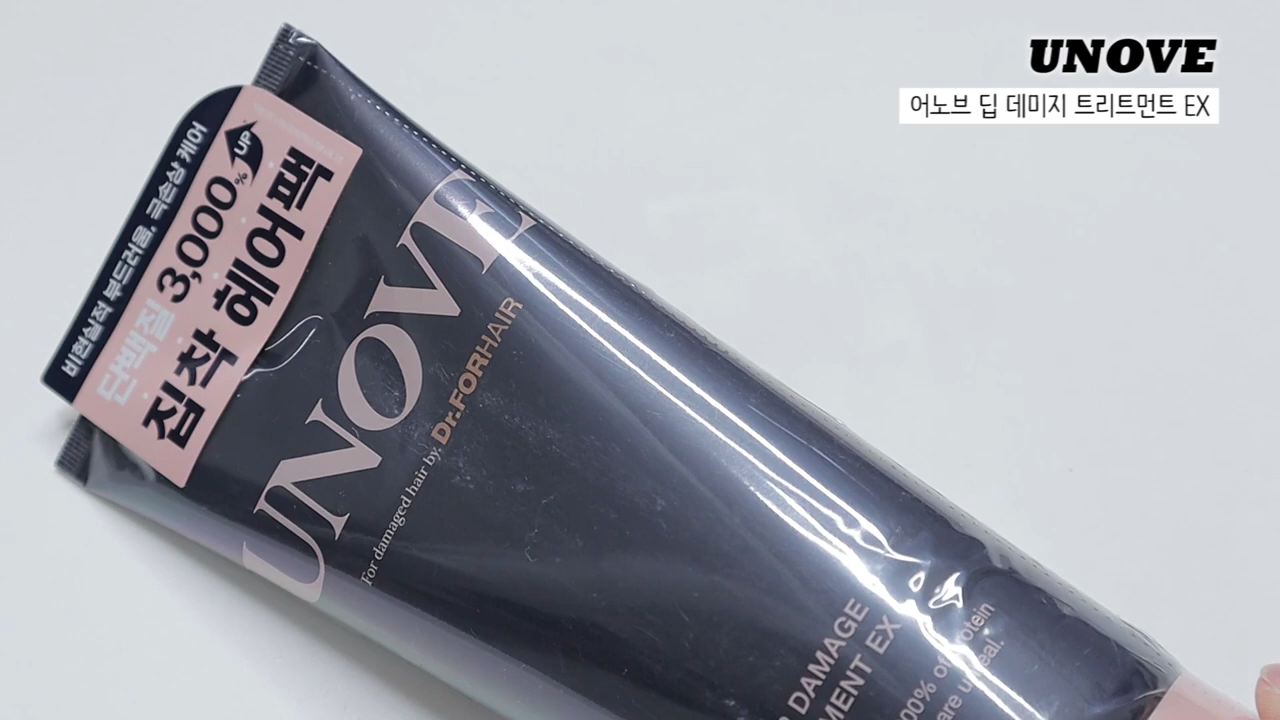 UNOVE
어노브 딥 데미지 트리트먼트 EX
비현실적 부드러움, 극손상 케어
단백질 3,000% UP
집착 헤어팩
UNOVE
For damaged hair by. Dr.FORHAIR
DAMAGE
MENT EX
00% of protein
are unreal.